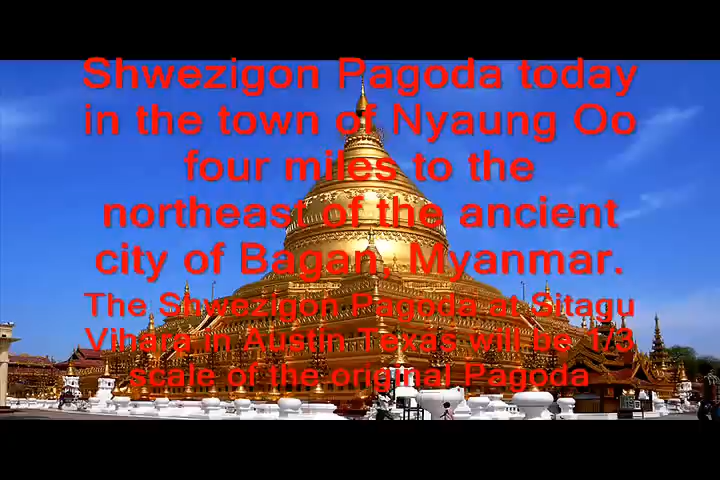 Shwezigon Pagoda today
in the town of Nyaung Oo
four miles to the
northeast of the ancient
city of Bagan, Myanmar.
The Shwezigon Pagoda at Sitagu
Vihara in Austin Texas will be 1/3
scale of the original Pagoda